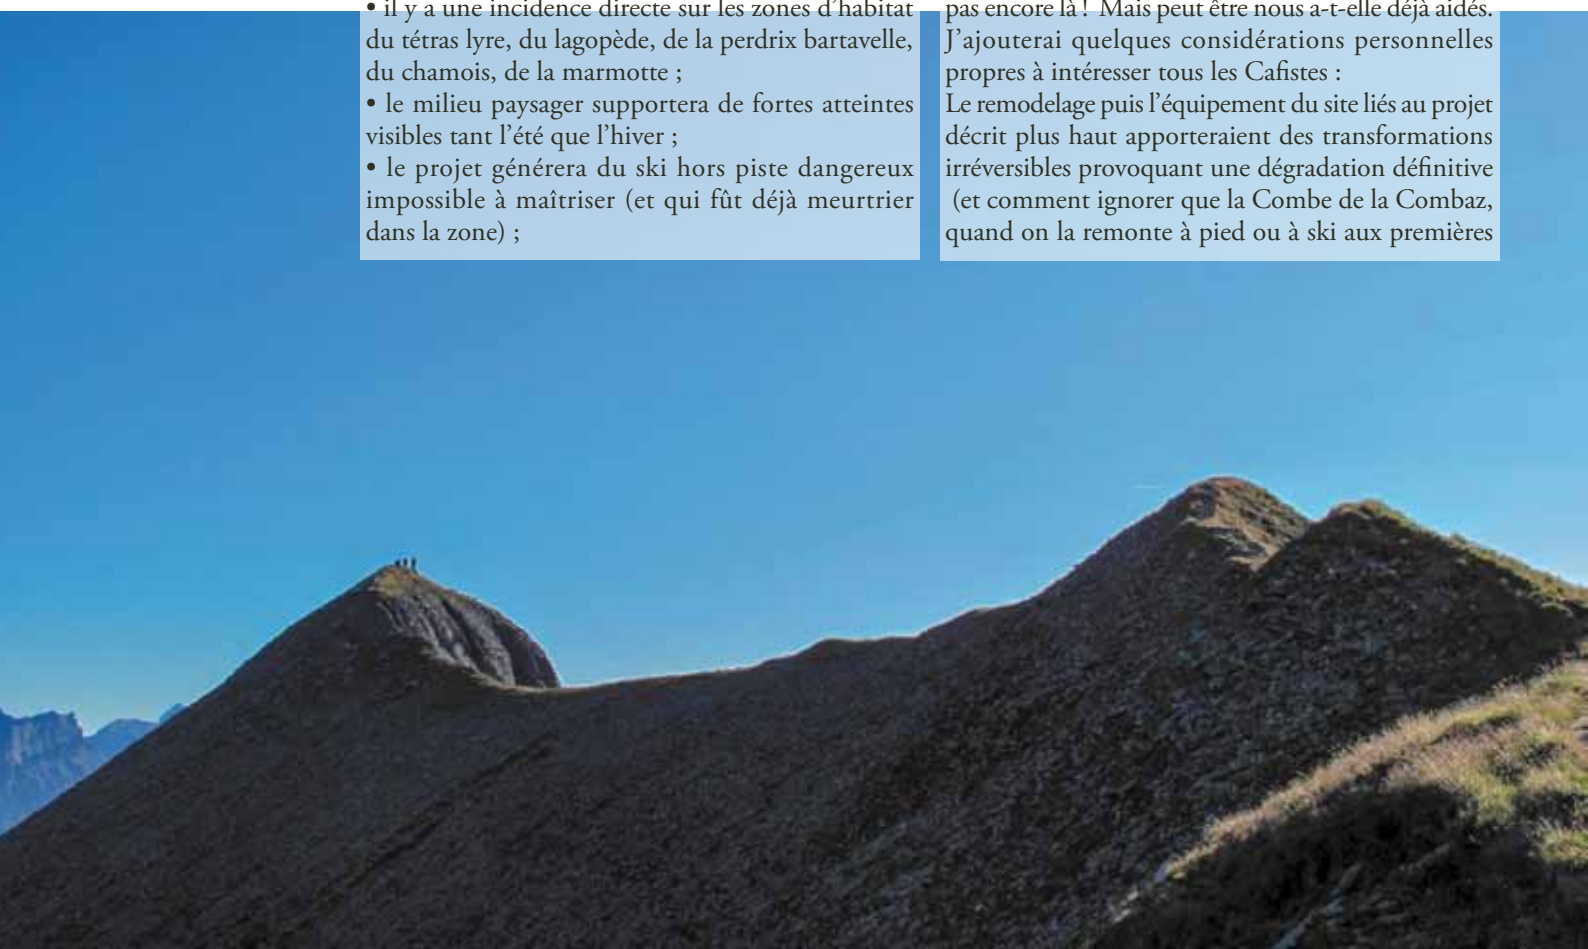 • il y a une incidence directe sur les zones d’habitat
du tétras lyre, du lagopède, de la perdrix bartavelle,
du chamois, de la marmotte ;
• le milieu paysager supportera de fortes atteintes
visibles tant l’été que l’hiver ;
• le projet générera du ski hors piste dangereux
impossible à maîtriser (et qui fût déjà meurtrier
dans la zone) ;
pas encore là ! Mais peut être nous a-t-elle déjà aidés.
J’ajouterai quelques considérations personnelles
propres à intéresser tous les Cafistes :
Le remodelage puis l’équipement du site liés au projet
décrit plus haut apporteraient des transformations
irréversibles provoquant une dégradation définitive
(et comment ignorer que la Combe de la Combaz,
quand on la remonte à pied ou à ski aux premières